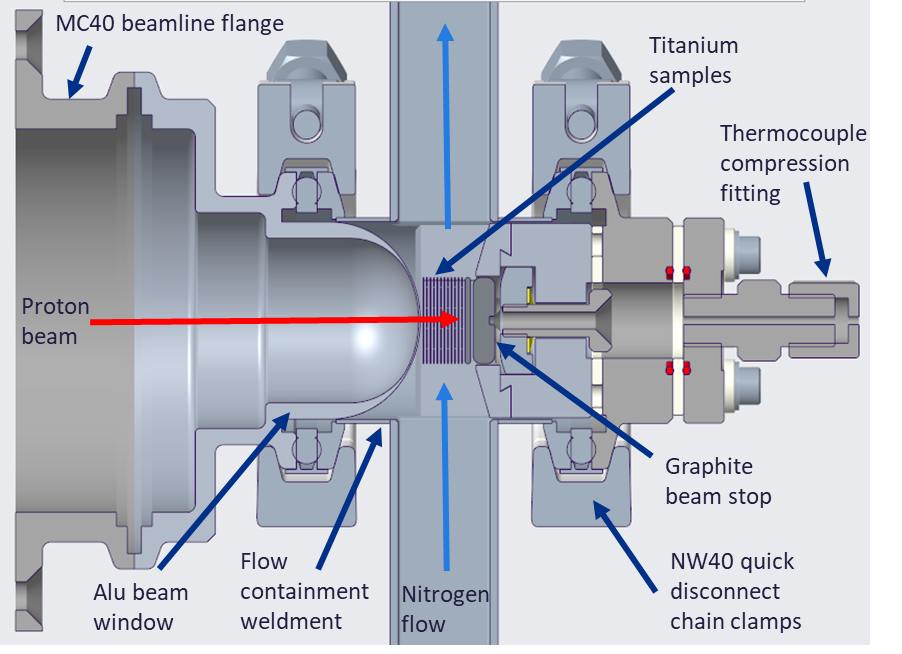 MC40 beamline flange
Titanium
samples
Thermocouple
compression
fitting
Proton
beam
Graphite
beam stop
Alu beam
window
Flow
containment
weldment
Nitrogen
flow
NW40 quick
disconnect
chain clamps